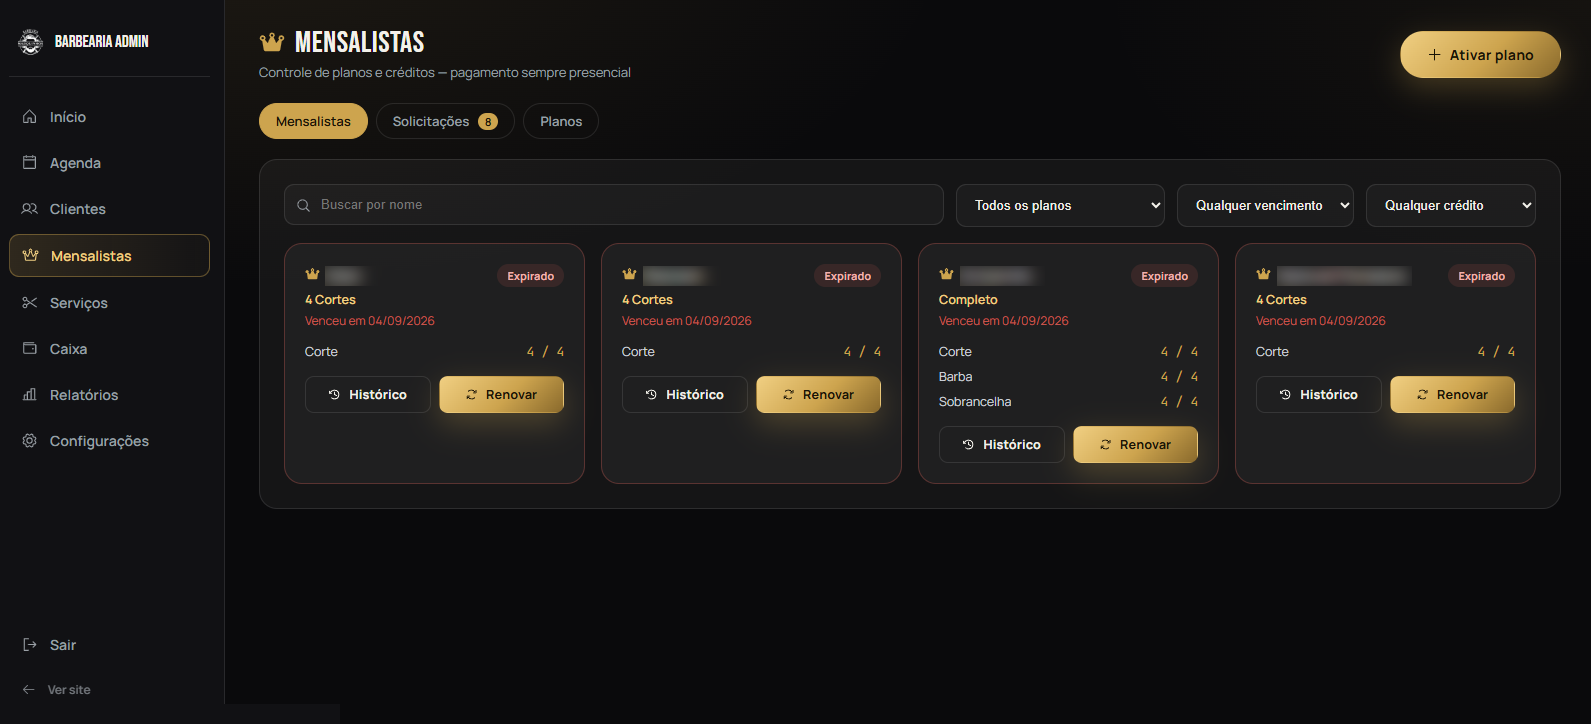 BARBEARIA ADMIN
Início
Agenda
Clientes
Mensalistas
Serviços
Caixa
Relatórios
Configurações
Sair
Ver site
MENSALISTAS
Controle de planos e créditos — pagamento sempre presencial
Ativar plano
Mensalistas
Solicitações 8
Planos
Buscar por nome
Todos os planos
Qualquer vencimento
Qualquer crédito
Expirado
4 Cortes
Venceu em 04/09/2026
Corte 4 / 4
Histórico
Renovar
Expirado
4 Cortes
Venceu em 04/09/2026
Corte 4 / 4
Histórico
Renovar
Expirado
Completo
Venceu em 04/09/2026
Corte 4 / 4
Barba 4 / 4
Sobrancelha 4 / 4
Histórico
Renovar
Expirado
4 Cortes
Venceu em 04/09/2026
Corte 4 / 4
Histórico
Renovar